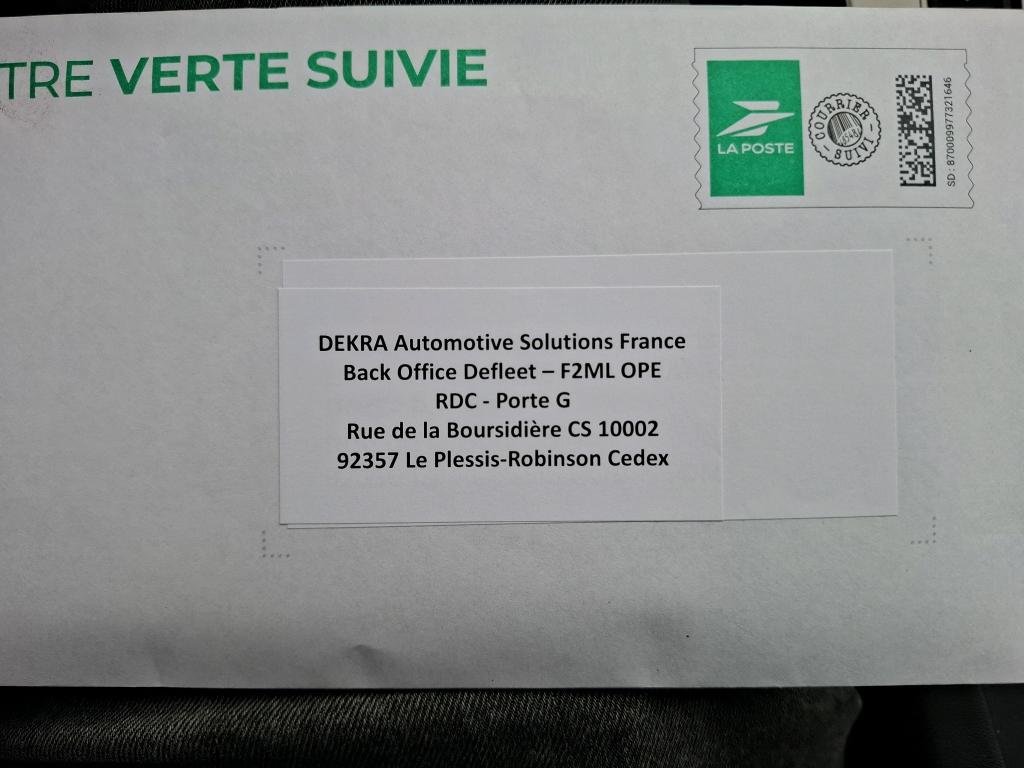 TRE VERTE SUIVIE
LA POSTE
COURRIER
SUIVI
SD : 870009977321646
DEKRA Automotive Solutions France
Back Office Defleet – F2ML OPE
RDC - Porte G
Rue de la Boursidière CS 10002
92357 Le Plessis-Robinson Cedex